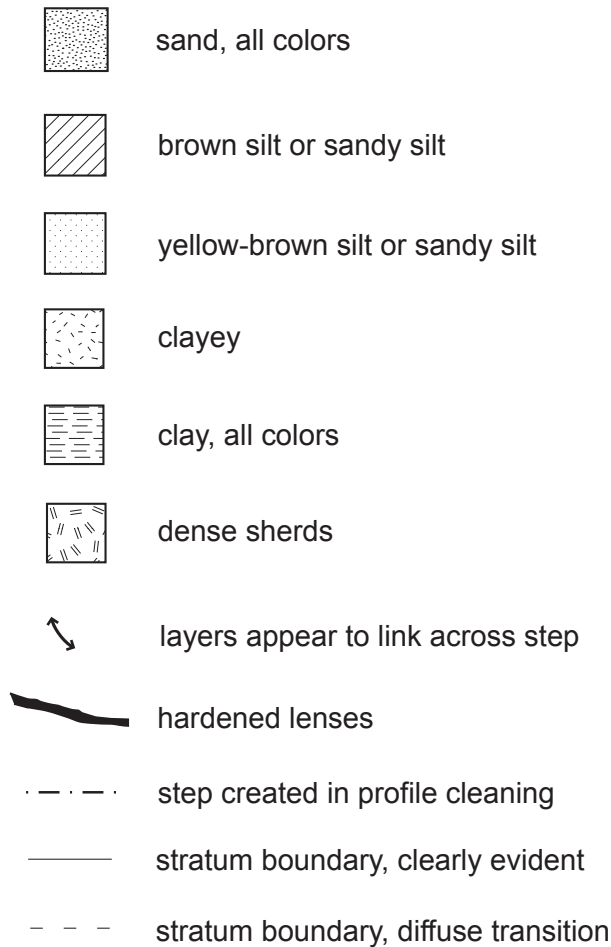 sand, all colors
brown silt or sandy silt
yellow-brown silt or sandy silt
clayey
clay, all colors
dense sherds
layers appear to link across step
hardened lenses
step created in profile cleaning
stratum boundary, clearly evident
stratum boundary, diffuse transition